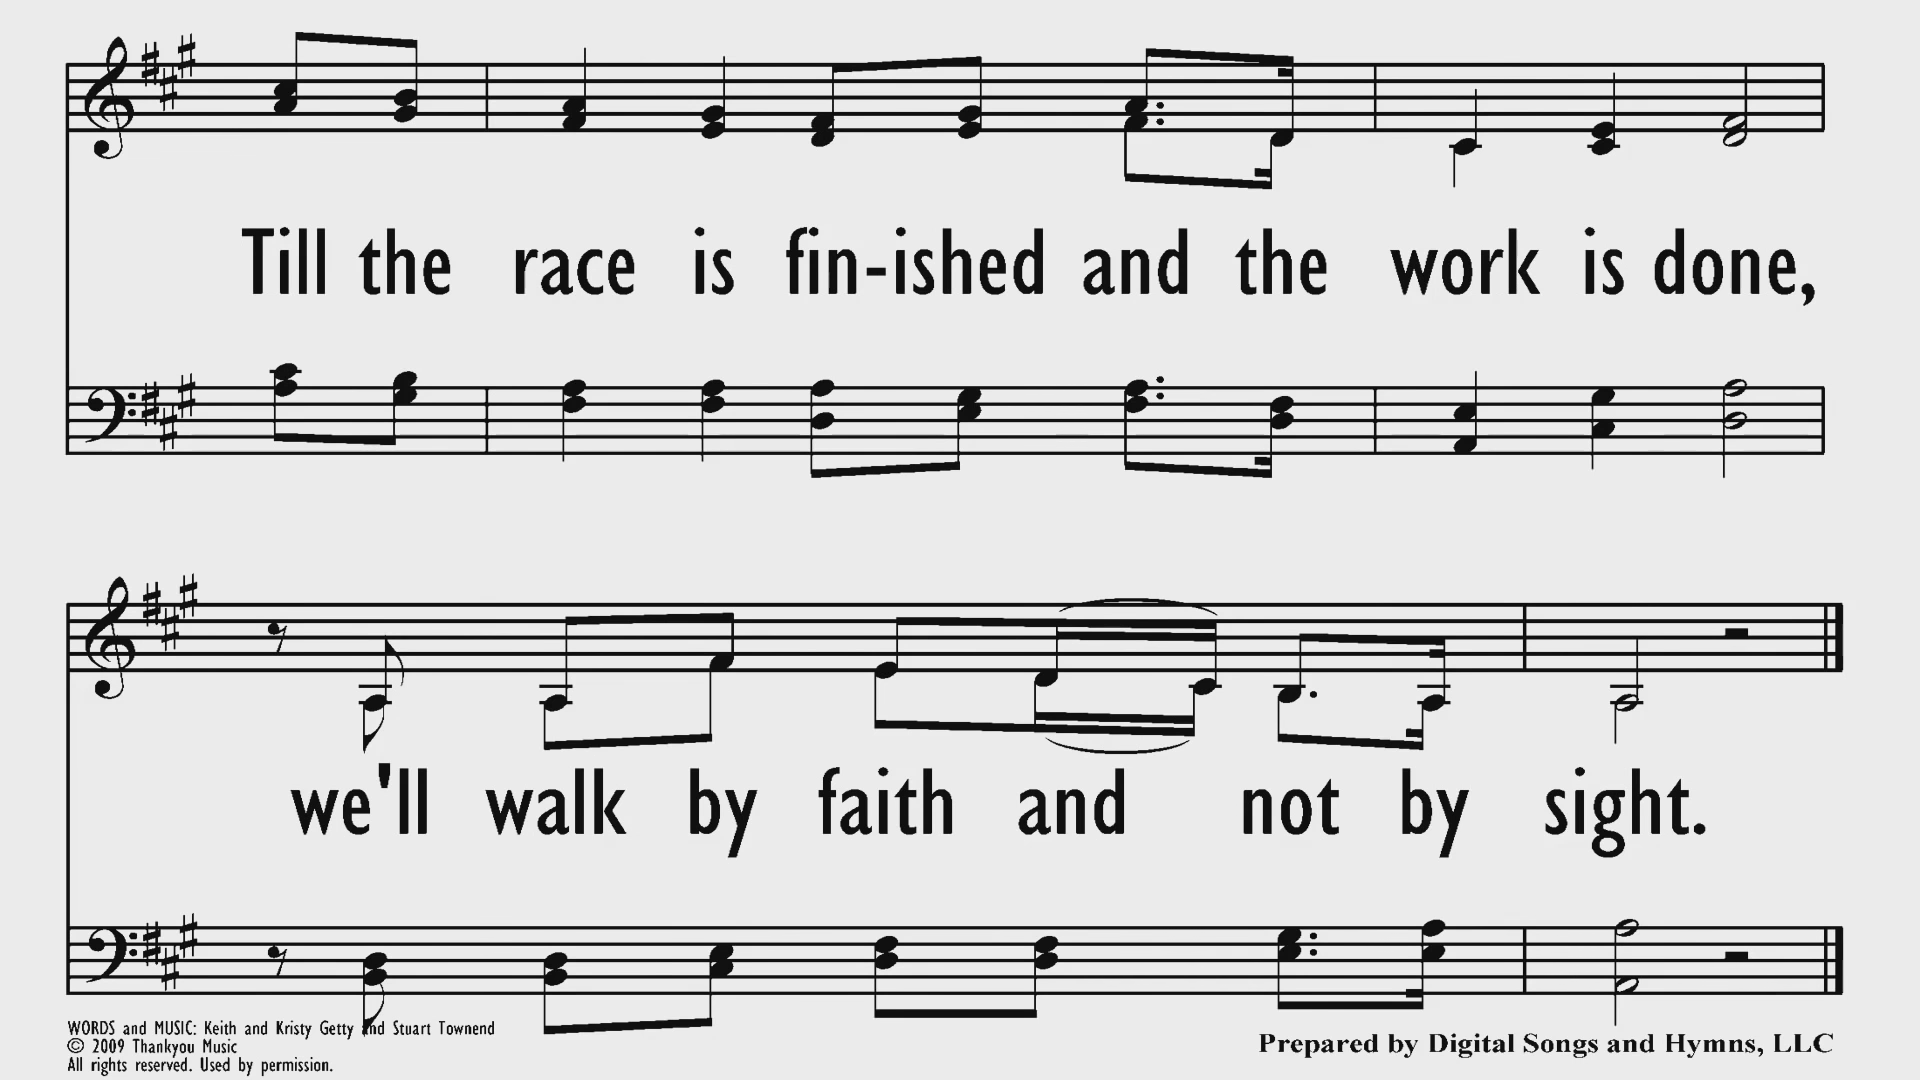 Till the race is fin-ished and the work is done,
we'll walk by faith and not by sight.
WORDS and MUSIC: Keith and Kristy Getty and Stuart Townend
© 2009 Thankyou Music
All rights reserved. Used by permission.
Prepared by Digital Songs and Hymns, LLC